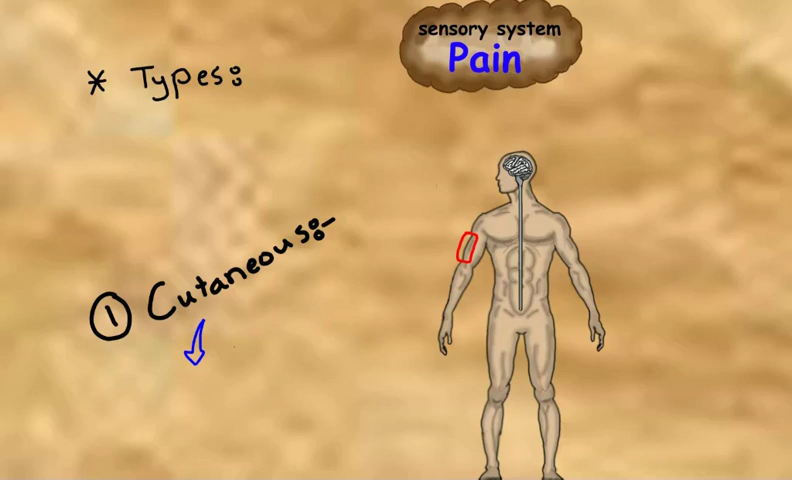 sensory system
Pain
* Types:
① Cutaneous:-